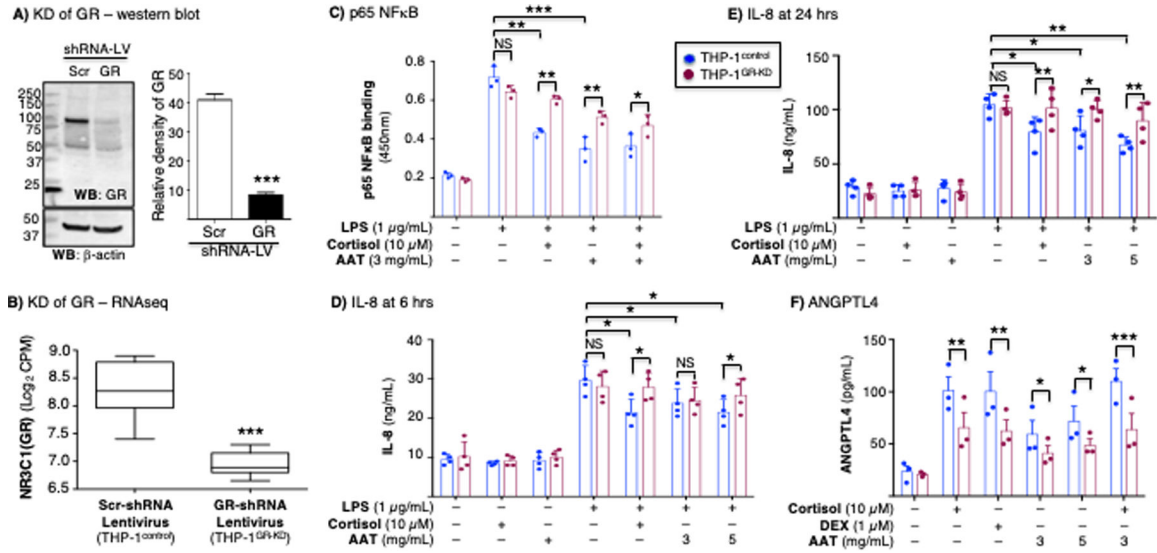 A) KD of GR – western blot
shRNA-LV
Scr GR
250
150
100
75
50
37
25
WB: GR
50
37
WB: β-actin
Relative density of GR
50
40
30
20
10
***
Scr GR
shRNA-LV
B) KD of GR – RNAseq
NR3C1(GR) (Log2 CPM)
9.0
8.5
8.0
7.5
7.0
6.5
***
Scr-shRNA
Lentivirus
(THP-1control)
GR-shRNA
Lentivirus
(THP-1GR-KD)
C) p65 NFκB
p65 NFκB binding
(450nm)
0.8
0.6
0.4
0.2
***
**
NS
**
**
*
LPS (1 µg/mL) – + + + +
Cortisol (10 µM) – – + – +
AAT (3 mg/mL) – – – + +
THP-1control
THP-1GR-KD
D) IL-8 at 6 hrs
IL-8 (ng/mL)
40
30
20
10
0
*
*
*
NS
*
NS
*
LPS (1 µg/mL) – – – + + + +
Cortisol (10 µM) – + – – + – –
AAT (mg/mL) – – + – – 3 5
E) IL-8 at 24 hrs
IL-8 (ng/mL)
150
100
50
**
*
*
NS
**
*
**
LPS (1 µg/mL) – – – + + + +
Cortisol (10 µM) – + – – + – –
AAT (mg/mL) – – + – – 3 5
F) ANGPTL4
ANGPTL4 (pg/mL)
150
100
50
**
**
*
*
***
Cortisol (10 µM) – + – – – +
DEX (1 µM) – – + – – –
AAT (mg/mL) – – – 3 5 3